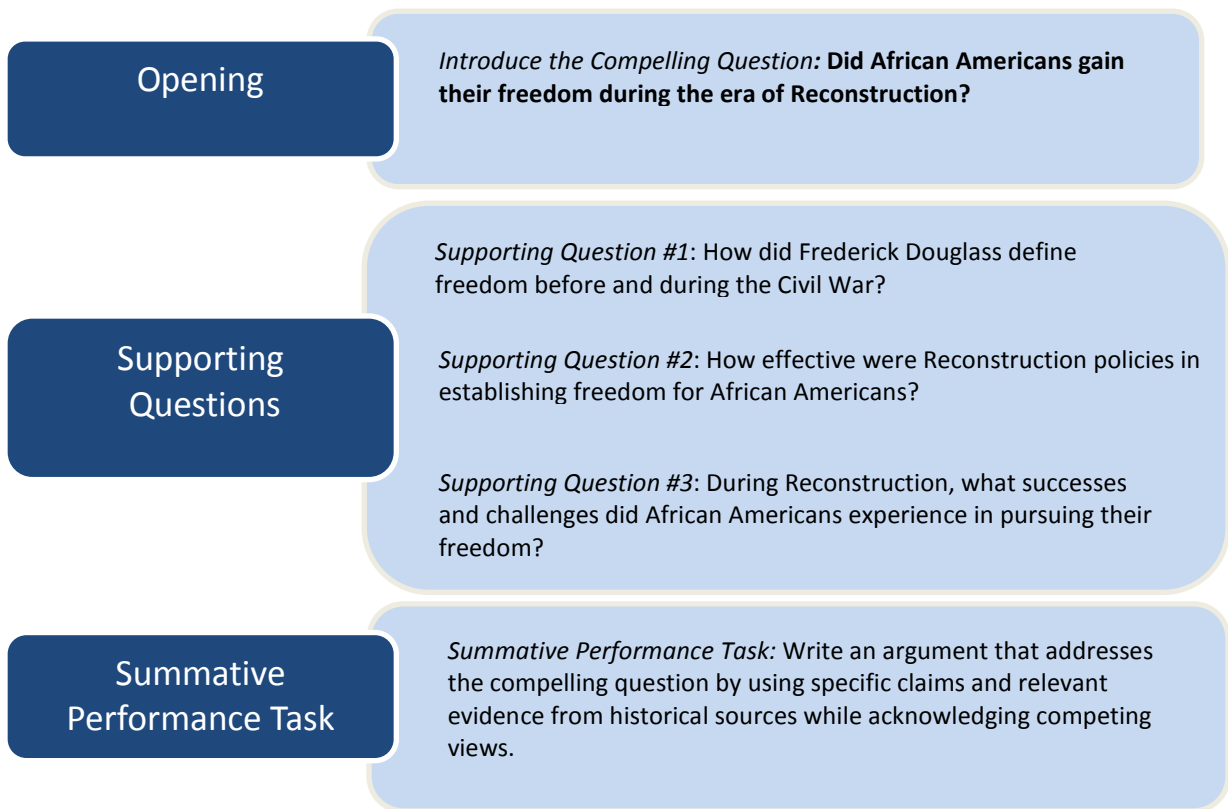 Opening
Introduce the Compelling Question: Did African Americans gain
their freedom during the era of Reconstruction?
Supporting
Questions
Supporting Question #1: How did Frederick Douglass define
freedom before and during the Civil War?
Supporting Question #2: How effective were Reconstruction policies in
establishing freedom for African Americans?
Supporting Question #3: During Reconstruction, what successes
and challenges did African Americans experience in pursuing their
freedom?
Summative
Performance Task
Summative Performance Task: Write an argument that addresses
the compelling question by using specific claims and relevant
evidence from historical sources while acknowledging competing
views.